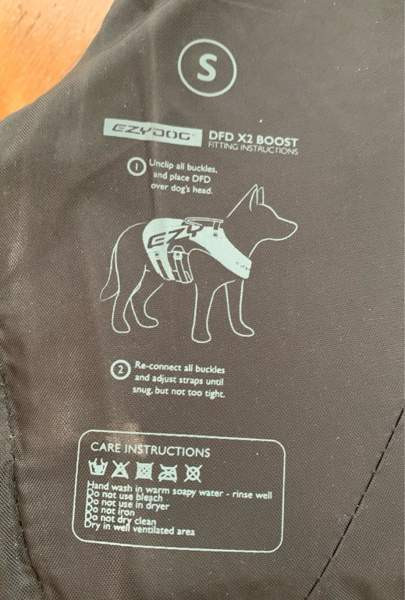 S
EZYDOG DFD X2 BOOST
FITTING INSTRUCTIONS
1 Unclip all buckles,
and place DFD
over dog's head.
EZY
2 Re-connect all buckles
and adjust straps until
snug, but not too tight.
CARE INSTRUCTIONS
Hand wash in warm soapy water - rinse well
Do not use bleach
Do not use in dryer
Do not iron
Do not dry clean
Dry in well ventilated area